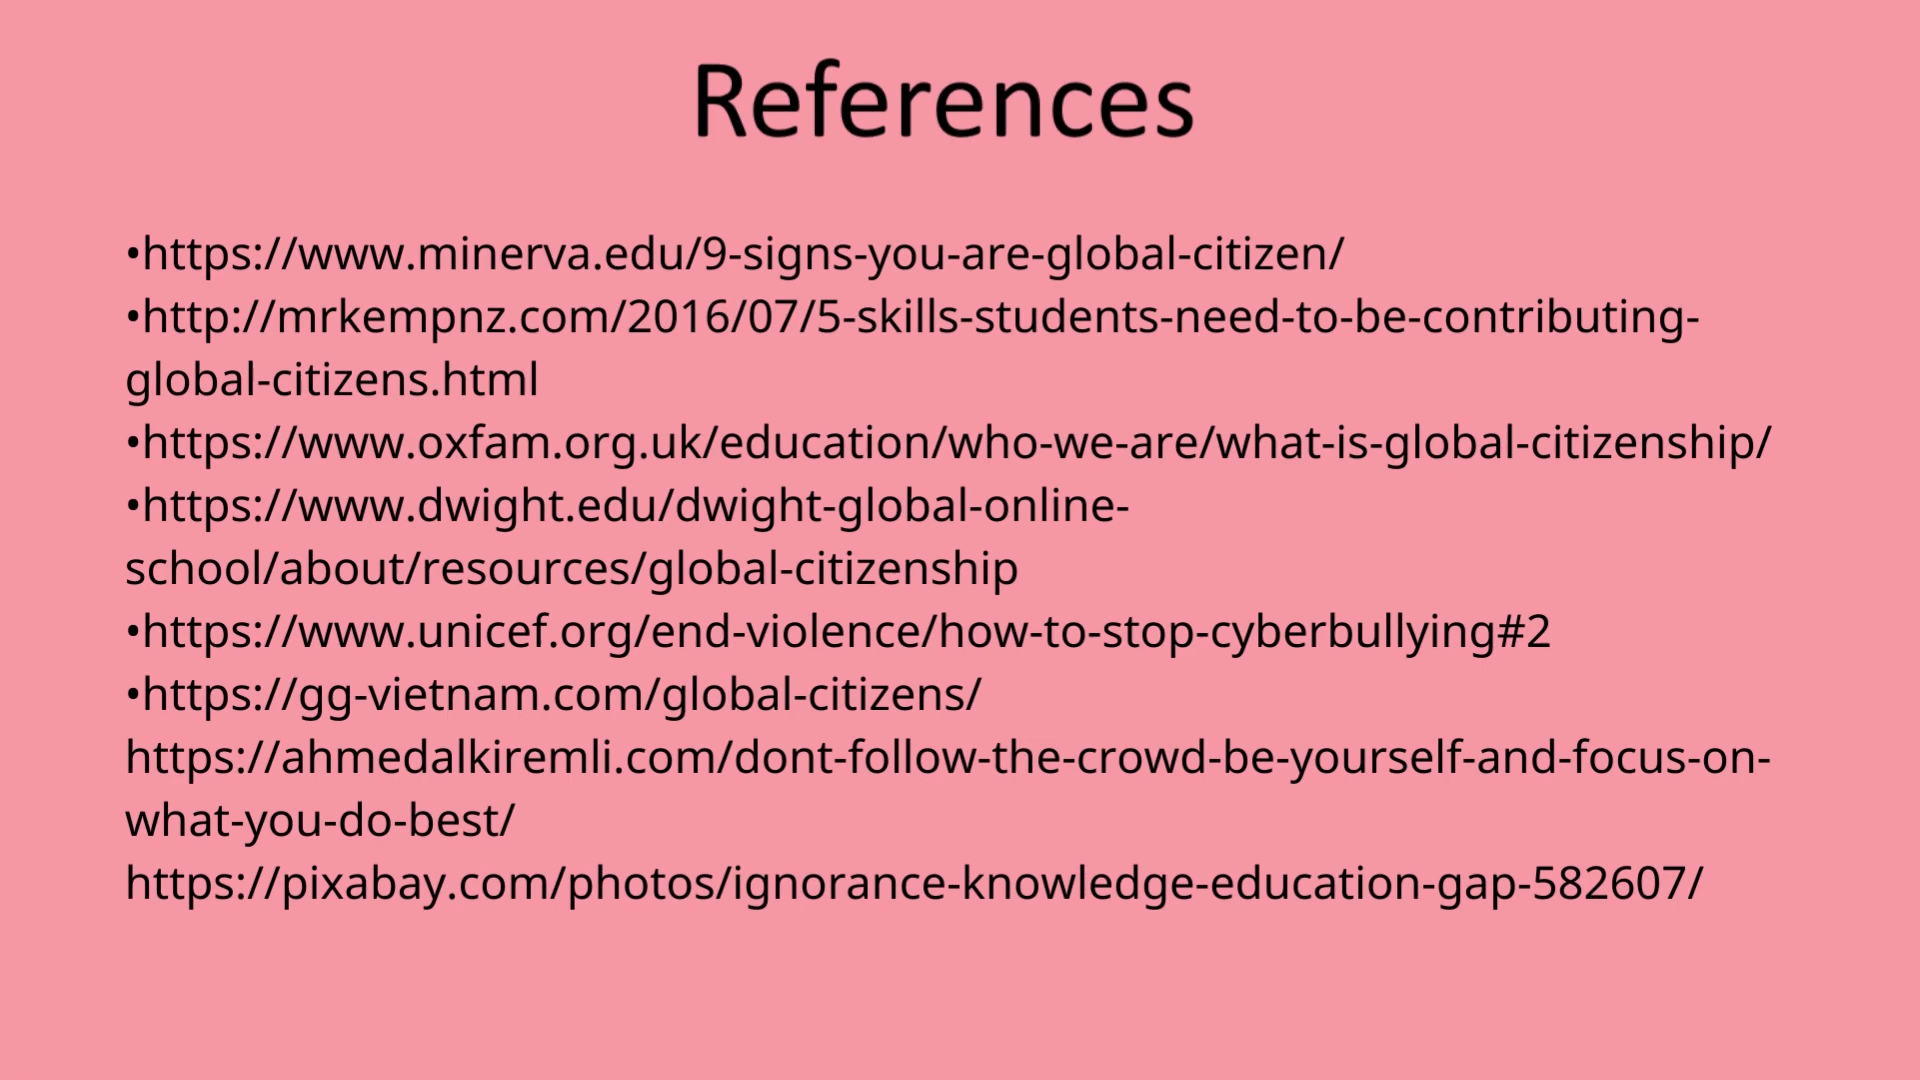 References
•https://www.minerva.edu/9-signs-you-are-global-citizen/
•http://mrkempnz.com/2016/07/5-skills-students-need-to-be-contributing-
global-citizens.html
•https://www.oxfam.org.uk/education/who-we-are/what-is-global-citizenship/
•https://www.dwight.edu/dwight-global-online-
school/about/resources/global-citizenship
•https://www.unicef.org/end-violence/how-to-stop-cyberbullying#2
•https://gg-vietnam.com/global-citizens/
https://ahmedalkiremli.com/dont-follow-the-crowd-be-yourself-and-focus-on-
what-you-do-best/
https://pixabay.com/photos/ignorance-knowledge-education-gap-582607/